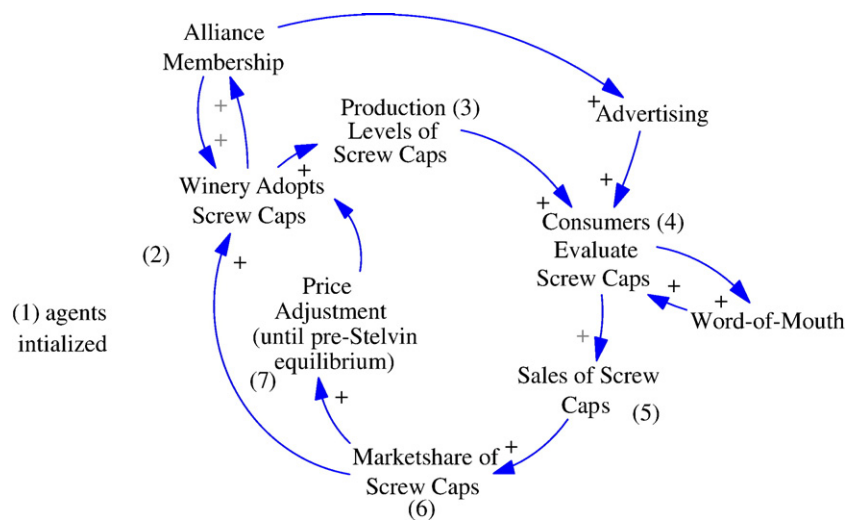 Alliance
Membership
+
+
+
Advertising
Production (3)
Levels of
Screw Caps
+
Winery Adopts
Screw Caps
+
+
Consumers (4)
Evaluate
Screw Caps
(2)
+
Price
Adjustment
(until pre-Stelvin
equilibrium)
(7)
+
+
Word-of-Mouth
(1) agents
intialized
+
Sales of Screw
Caps (5)
+
+
Marketshare of
Screw Caps
(6)